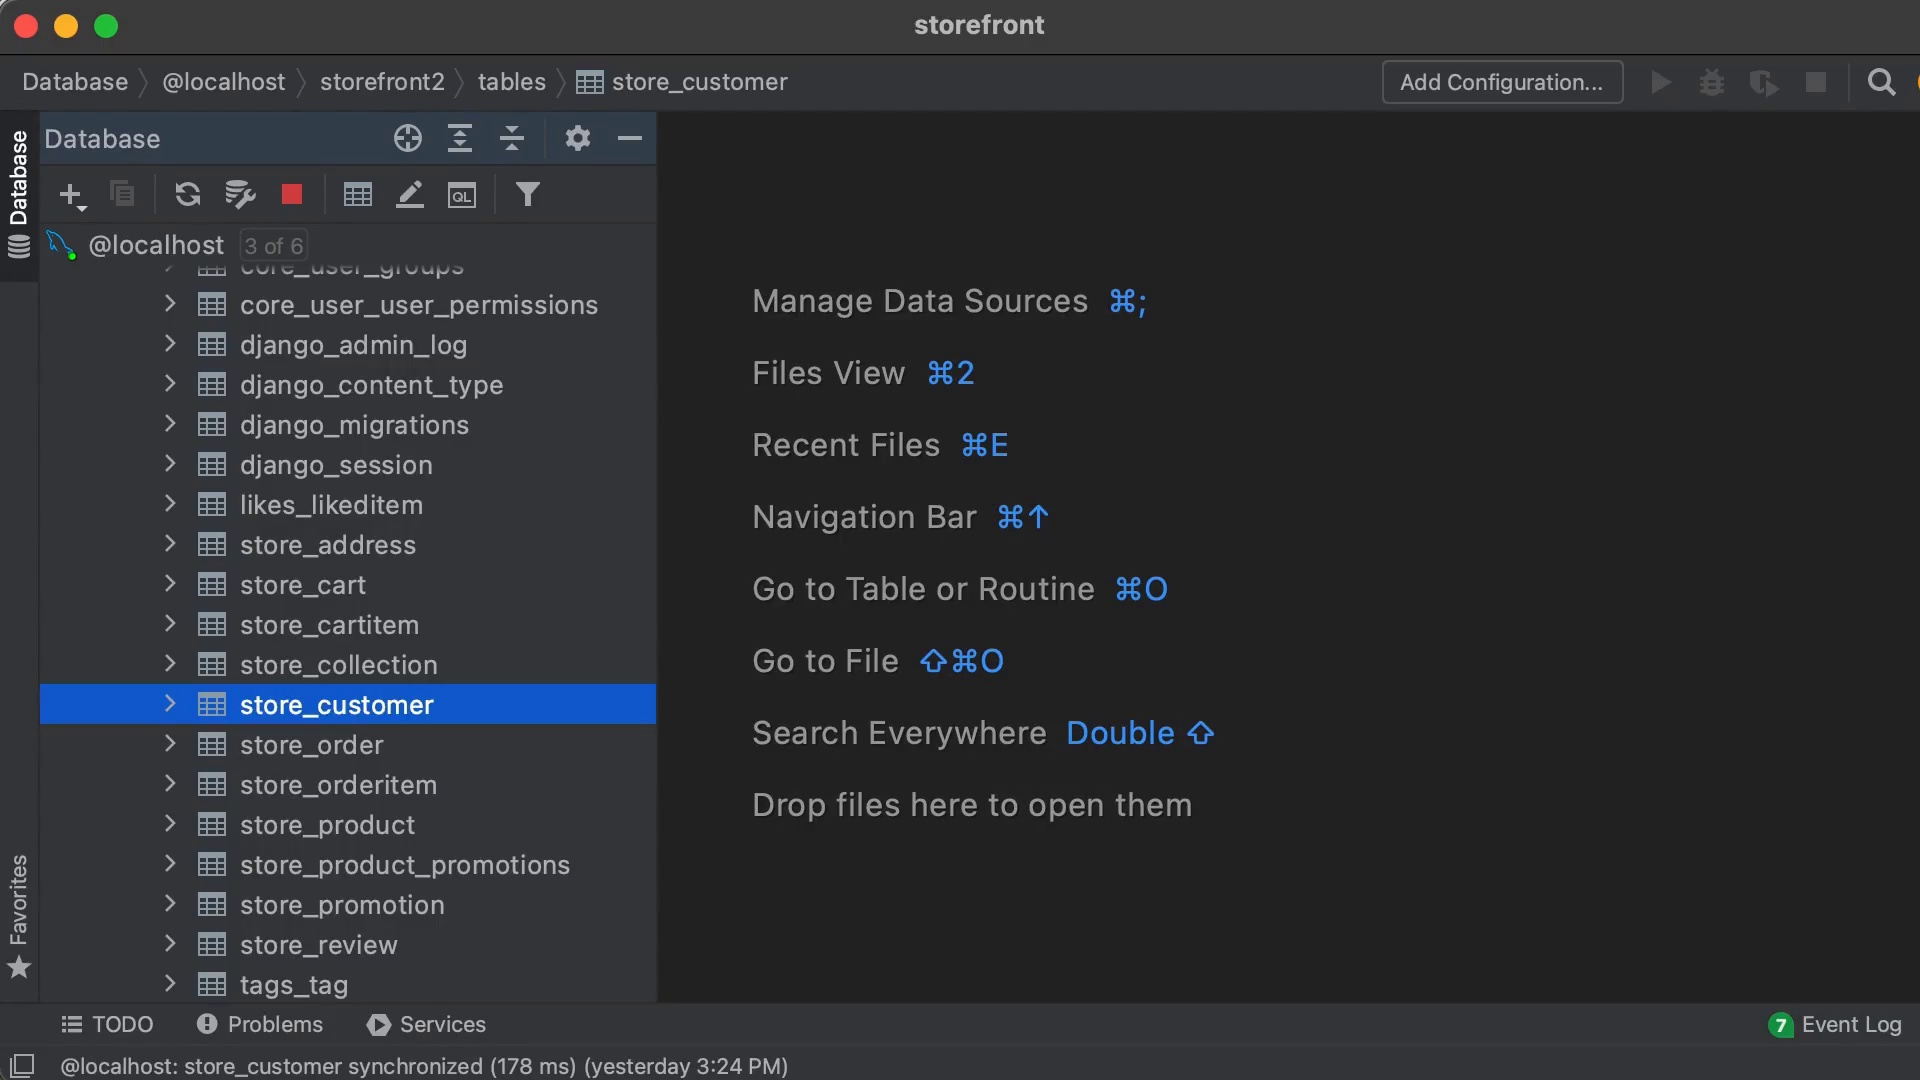 storefront
Database @localhost storefront2 tables store_customer
Add Configuration...
Database
Database
QL
@localhost 3 of 6
core_user_groups
core_user_user_permissions
django_admin_log
django_content_type
django_migrations
django_session
likes_likeditem
store_address
store_cart
store_cartitem
store_collection
store_customer
store_order
store_orderitem
store_product
store_product_promotions
store_promotion
store_review
tags_tag
Favorites
Manage Data Sources ⌘;
Files View ⌘2
Recent Files ⌘E
Navigation Bar ⌘↑
Go to Table or Routine ⌘O
Go to File ⇧⌘O
Search Everywhere Double ⇧
Drop files here to open them
TODO Problems Services
7 Event Log
@localhost: store_customer synchronized (178 ms) (yesterday 3:24 PM)